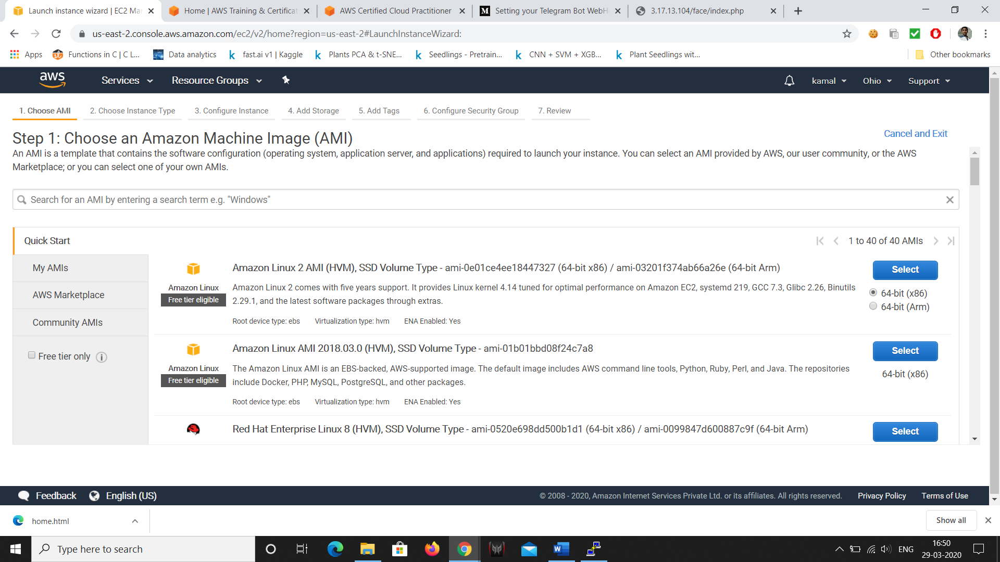 Launch instance wizard | EC2 Mar
Home | AWS Training & Certificat
AWS Certified Cloud Practitioner
Setting your Telegram Bot WebH
3.17.13.104/face/index.php
us-east-2.console.aws.amazon.com/ec2/v2/home?region=us-east-2#LaunchInstanceWizard:
Apps
Functions in C | C L...
Data analytics
fast.ai v1 | Kaggle
Plants PCA & t-SNE...
Seedlings - Pretrain...
CNN + SVM + XGB...
Plant Seedlings wit...
Other bookmarks
aws
Services
Resource Groups
kamal
Ohio
Support
1. Choose AMI
2. Choose Instance Type
3. Configure Instance
4. Add Storage
5. Add Tags
6. Configure Security Group
7. Review
Step 1: Choose an Amazon Machine Image (AMI)
Cancel and Exit
An AMI is a template that contains the software configuration (operating system, application server, and applications) required to launch your instance. You can select an AMI provided by AWS, our user community, or the AWS
Marketplace; or you can select one of your own AMIs.
Search for an AMI by entering a search term e.g. "Windows"
Quick Start
1 to 40 of 40 AMIs
My AMIs
AWS Marketplace
Community AMIs
Free tier only
Amazon Linux
Free tier eligible
Amazon Linux 2 AMI (HVM), SSD Volume Type - ami-0e01ce4ee18447327 (64-bit x86) / ami-03201f374ab66a26e (64-bit Arm)
Amazon Linux 2 comes with five years support. It provides Linux kernel 4.14 tuned for optimal performance on Amazon EC2, systemd 219, GCC 7.3, Glibc 2.26, Binutils
2.29.1, and the latest software packages through extras.
Root device type: ebs
Virtualization type: hvm
ENA Enabled: Yes
Select
64-bit (x86)
64-bit (Arm)
Amazon Linux
Free tier eligible
Amazon Linux AMI 2018.03.0 (HVM), SSD Volume Type - ami-01b01bbd08f24c7a8
The Amazon Linux AMI is an EBS-backed, AWS-supported image. The default image includes AWS command line tools, Python, Ruby, Perl, and Java. The repositories
include Docker, PHP, MySQL, PostgreSQL, and other packages.
Root device type: ebs
Virtualization type: hvm
ENA Enabled: Yes
Select
64-bit (x86)
Red Hat Enterprise Linux 8 (HVM), SSD Volume Type - ami-0520e698dd500b1d1 (64-bit x86) / ami-0099847d600887c9f (64-bit Arm)
Select
Feedback
English (US)
© 2008 - 2020, Amazon Internet Services Private Ltd. or its affiliates. All rights reserved.
Privacy Policy
Terms of Use
home.html
Show all
Type here to search
ENG
16:50
29-03-2020